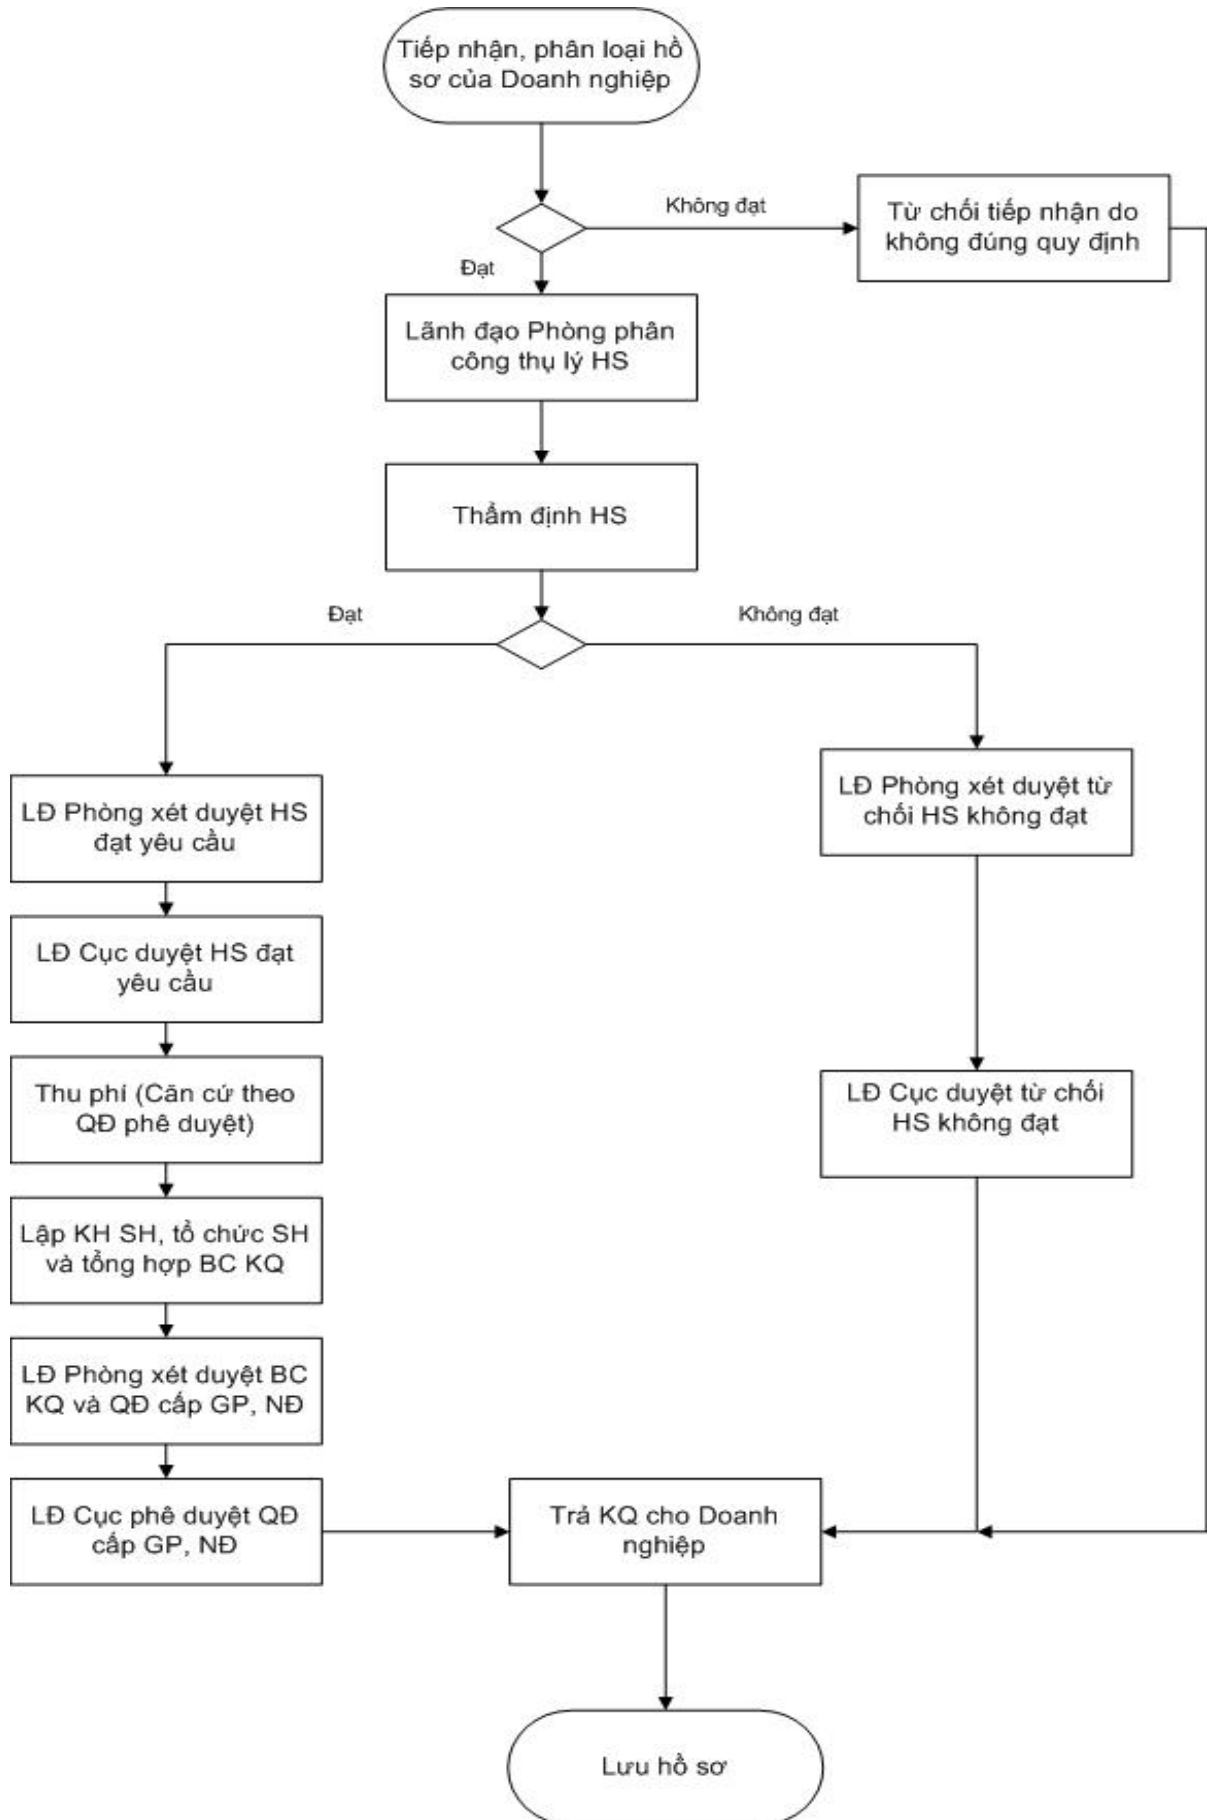 Tiếp nhận, phân loại hồ
sơ của Doanh nghiệp
Không đạt
Từ chối tiếp nhận do
không đúng quy định
Đạt
Lãnh đạo Phòng phân
công thụ lý HS
Thẩm định HS
Đạt
Không đạt
LĐ Phòng xét duyệt HS
đạt yêu cầu
LĐ Phòng xét duyệt từ
chối HS không đạt
LĐ Cục duyệt HS đạt
yêu cầu
Thu phí (Căn cứ theo
QĐ phê duyệt)
LĐ Cục duyệt từ chối
HS không đạt
Lập KH SH, tổ chức SH
và tổng hợp BC KQ
LĐ Phòng xét duyệt BC
KQ và QĐ cấp GP, NĐ
LĐ Cục phê duyệt QĐ
cấp GP, NĐ
Trả KQ cho Doanh
nghiệp
Lưu hồ sơ